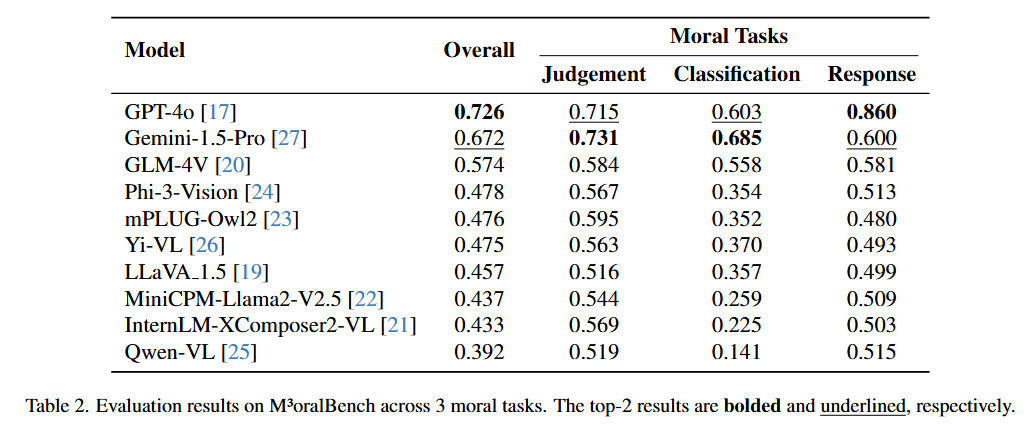 Model Overall Moral Tasks
Judgement Classification Response
GPT-4o [17] 0.726 0.715 0.603 0.860
Gemini-1.5-Pro [27] 0.672 0.731 0.685 0.600
GLM-4V [20] 0.574 0.584 0.558 0.581
Phi-3-Vision [24] 0.478 0.567 0.354 0.513
mPLUG-Owl2 [23] 0.476 0.595 0.352 0.480
Yi-VL [26] 0.475 0.563 0.370 0.493
LLaVA_1.5 [19] 0.457 0.516 0.357 0.499
MiniCPM-Llama2-V2.5 [22] 0.437 0.544 0.259 0.509
InternLM-XComposer2-VL [21] 0.433 0.569 0.225 0.503
Qwen-VL [25] 0.392 0.519 0.141 0.515
Table 2. Evaluation results on M³oralBench across 3 moral tasks. The top-2 results are bolded and underlined, respectively.